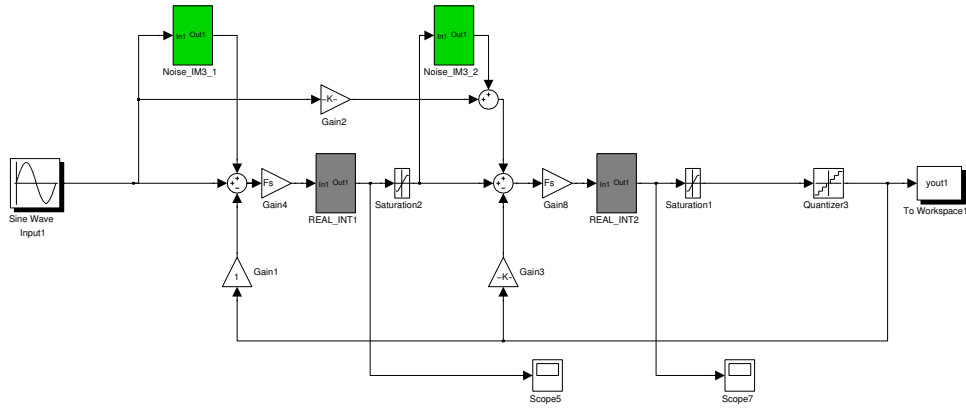 In1 Out1
Noise_IM3_1
In1 Out1
Noise_IM3_2
-K-
Gain2
Sine Wave
Input1
Fs
Gain4
In1 Out1
REAL_INT1
Saturation2
Fs
Gain8
In1 Out1
REAL_INT2
Saturation1
Quantizer3
yout1
To Workspace1
1
Gain1
-K-
Gain3
Scope5
Scope7